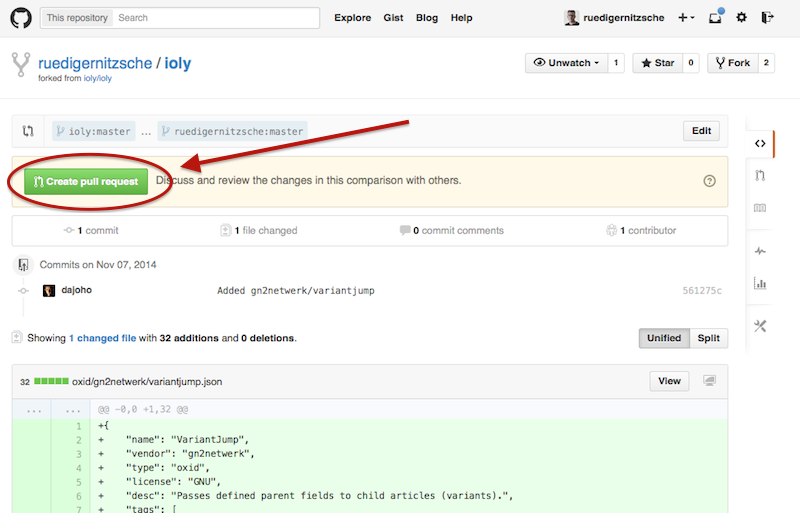 This repository Search Explore Gist Blog Help ruedigernitzsche
ruedigernitzsche / ioly Unwatch 1 Star 0 Fork 2
forked from ioly/ioly
ioly:master ... ruedigernitzsche:master Edit
Create pull request Discuss and review the changes in this comparison with others.
1 commit 1 file changed 0 commit comments 1 contributor
Commits on Nov 07, 2014
dajoho Added gn2netwerk/variantjump 561275c
Showing 1 changed file with 32 additions and 0 deletions. Unified Split
32 oxid/gn2netwerk/variantjump.json View
... ... @@ -0,0 +1,32 @@
1 +{
2 + "name": "VariantJump",
3 + "vendor": "gn2netwerk",
4 + "type": "oxid",
5 + "license": "GNU",
6 + "desc": "Passes defined parent fields to child articles (variants).",
7 + "tags": [